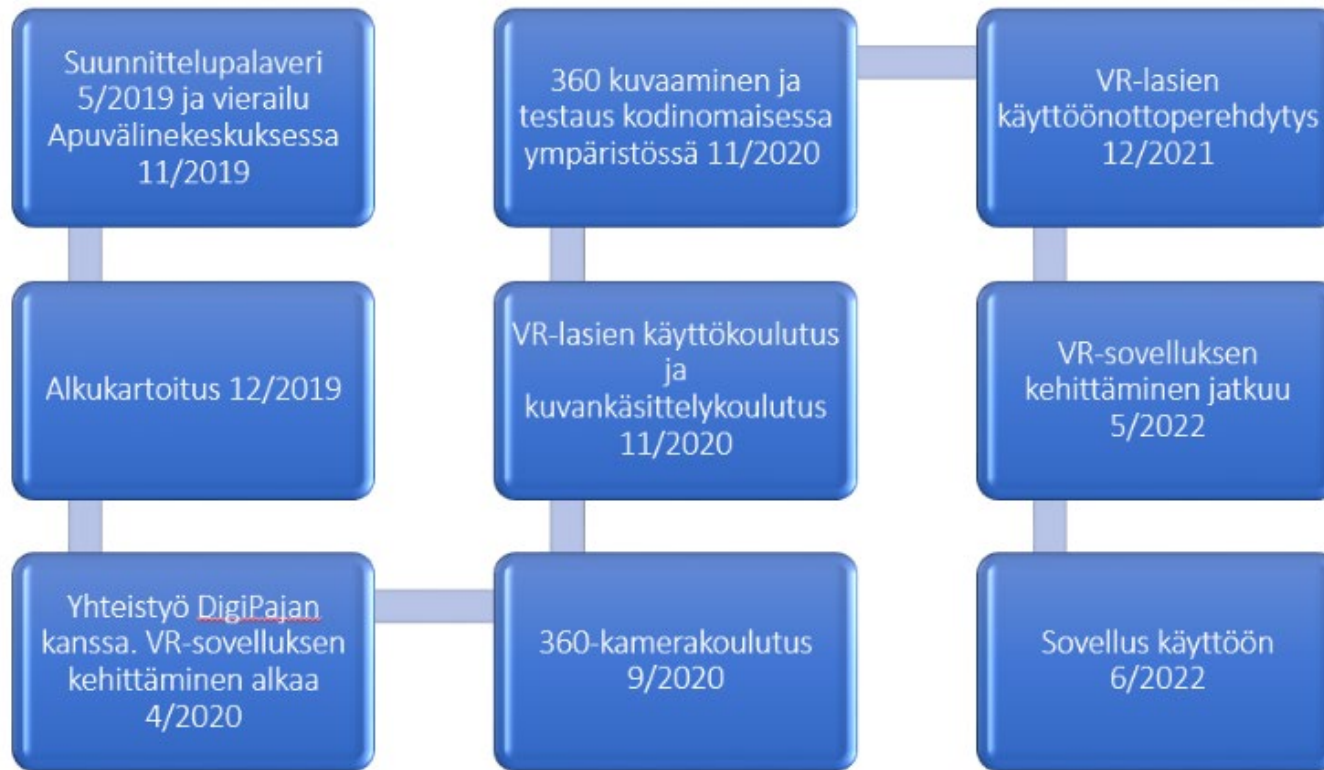 Suunnittelupalaveri
5/2019 ja vierailu
Apuvälinekeskuksessa
11/2019
Alkukartoitus 12/2019
Yhteistyö DigiPajan
kanssa. VR-sovelluksen
kehittäminen alkaa
4/2020
360-kamerakoulutus
9/2020
VR-lasien käyttökoulutus
ja
kuvankäsittelykoulutus
11/2020
360 kuvaaminen ja
testaus kodinomaisessa
ympäristössä 11/2020
VR-lasien
käyttöönottoperehdytys
12/2021
VR-sovelluksen
kehittäminen jatkuu
5/2022
Sovellus käyttöön
6/2022